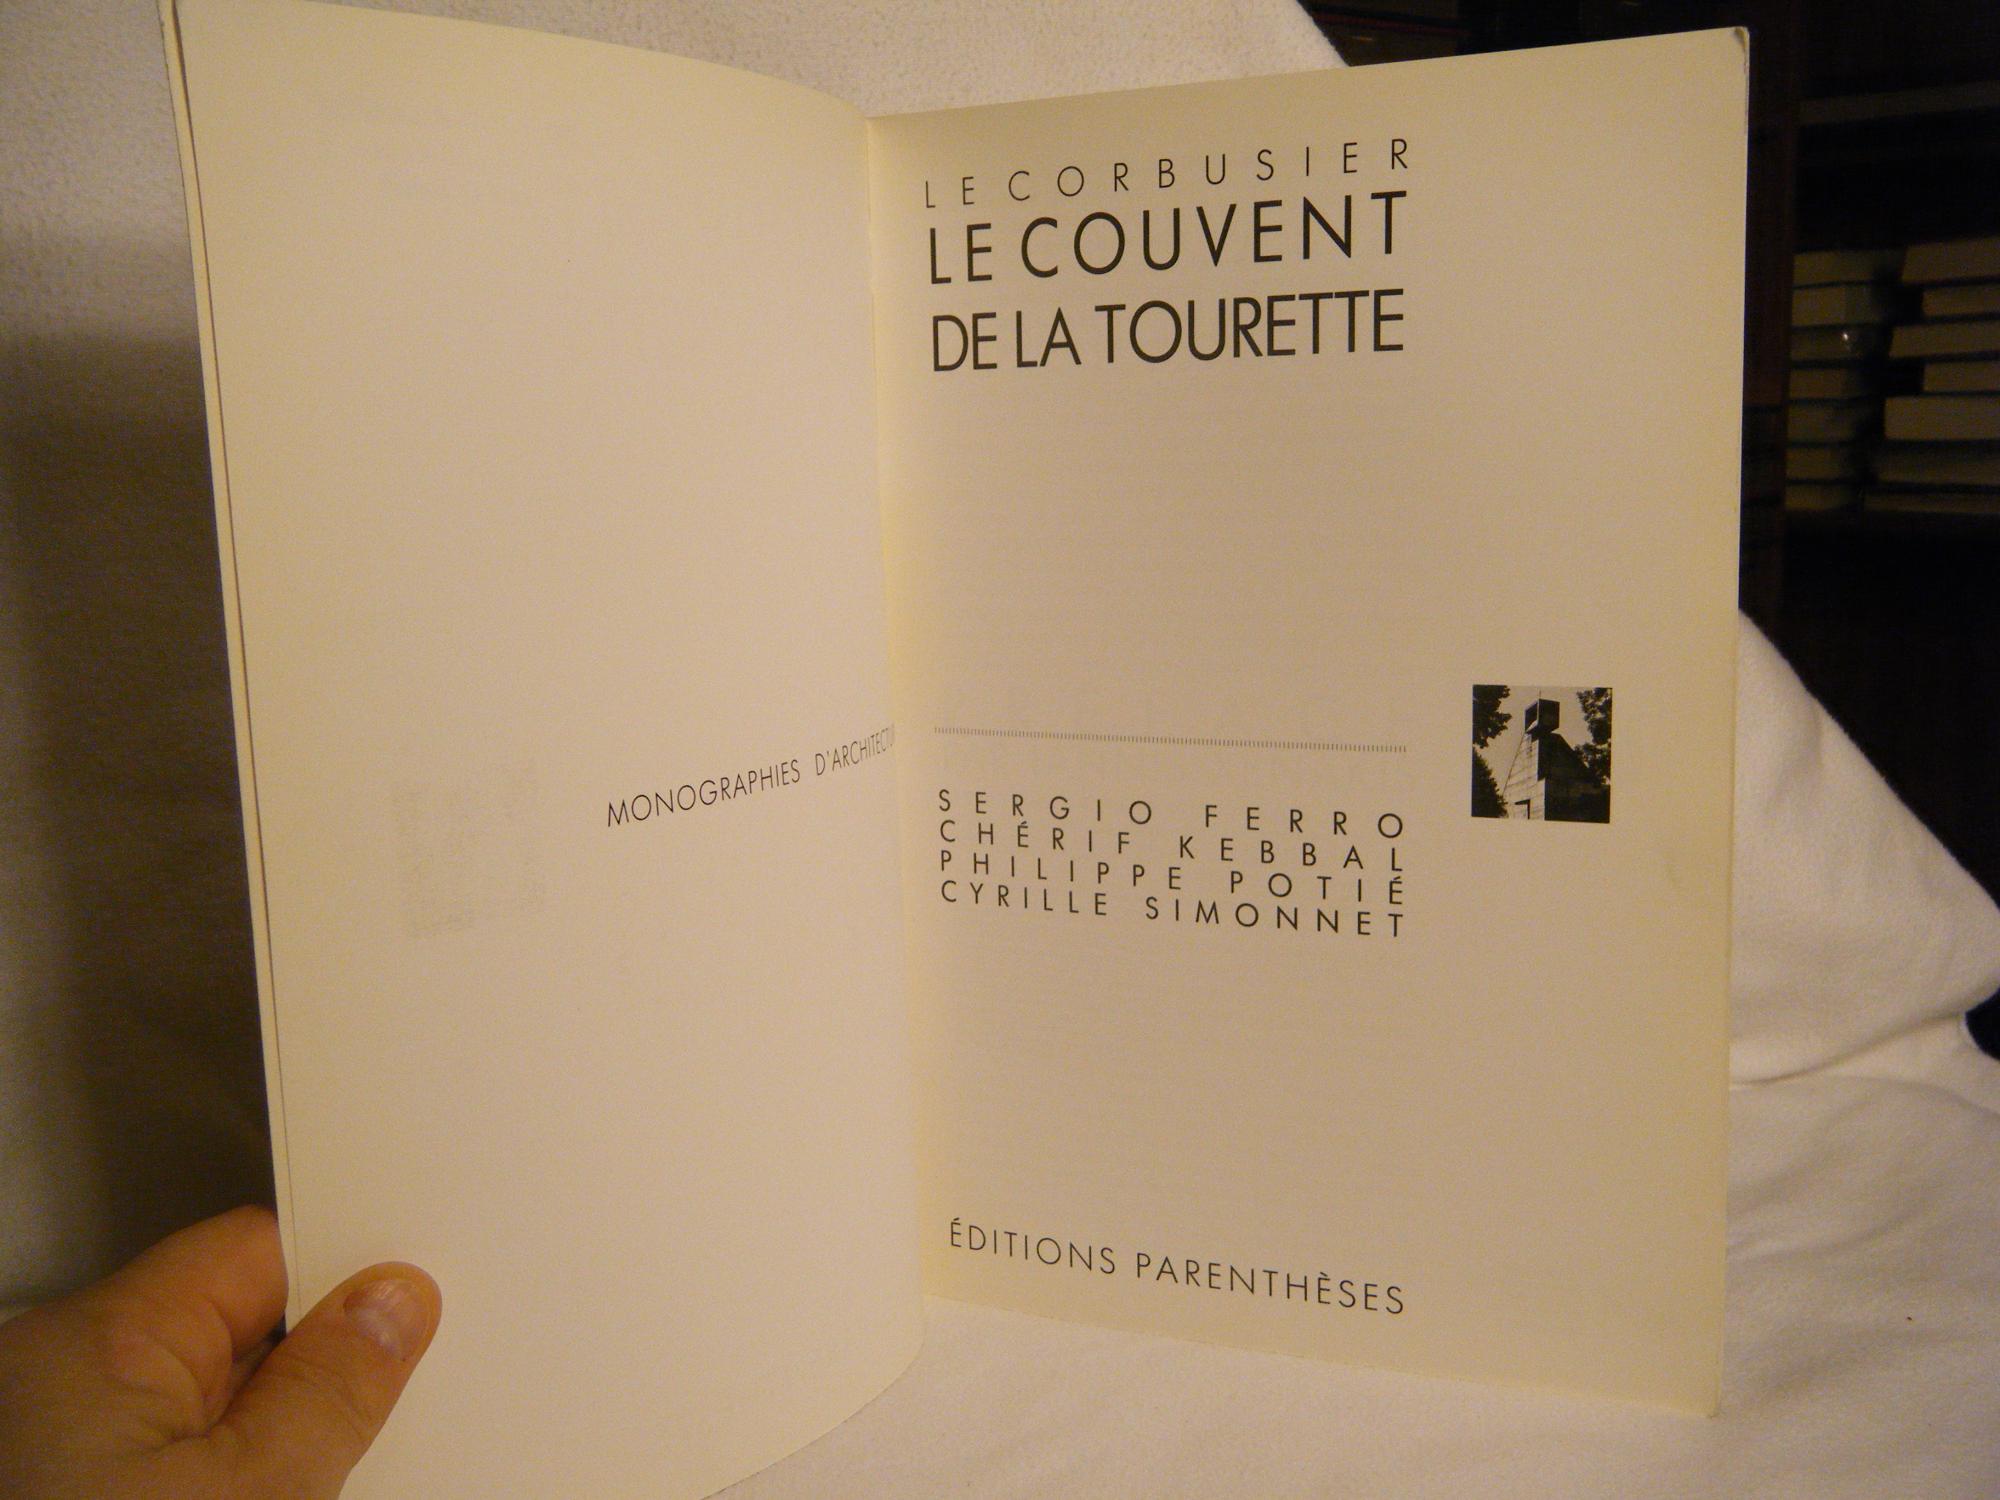 MONOGRAPHIES D'ARCHITECTU
LE CORBUSIER
LE COUVENT
DE LA TOURETTE
SERGIO FERRO
CHÉRIF KEBBAL
PHILIPPE POTIÉ
CYRILLE SIMONNET
ÉDITIONS PARENTHÈSES